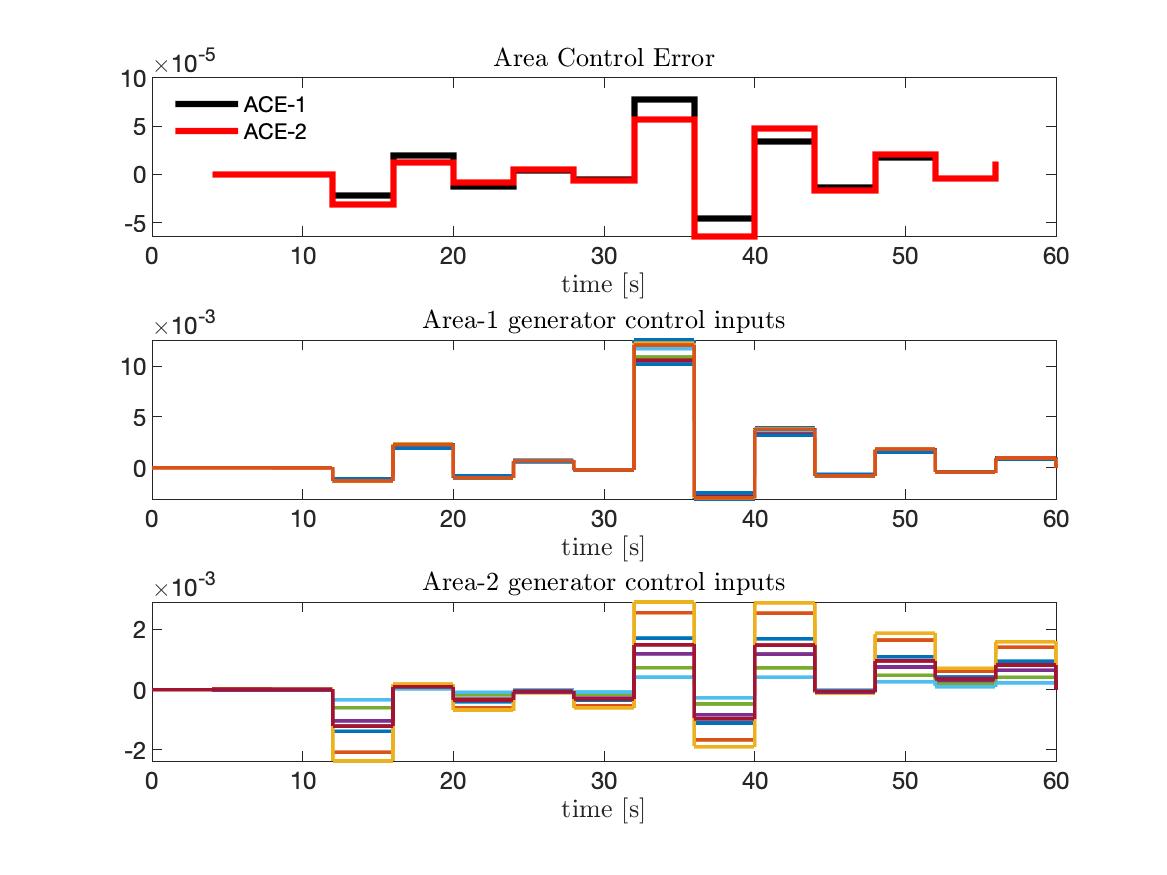 ×10-5
Area Control Error
10
5
0
-5
ACE-1
ACE-2
0 10 20 30 40 50 60
time [s]
×10-3
Area-1 generator control inputs
10
5
0
0 10 20 30 40 50 60
time [s]
×10-3
Area-2 generator control inputs
2
0
-2
0 10 20 30 40 50 60
time [s]